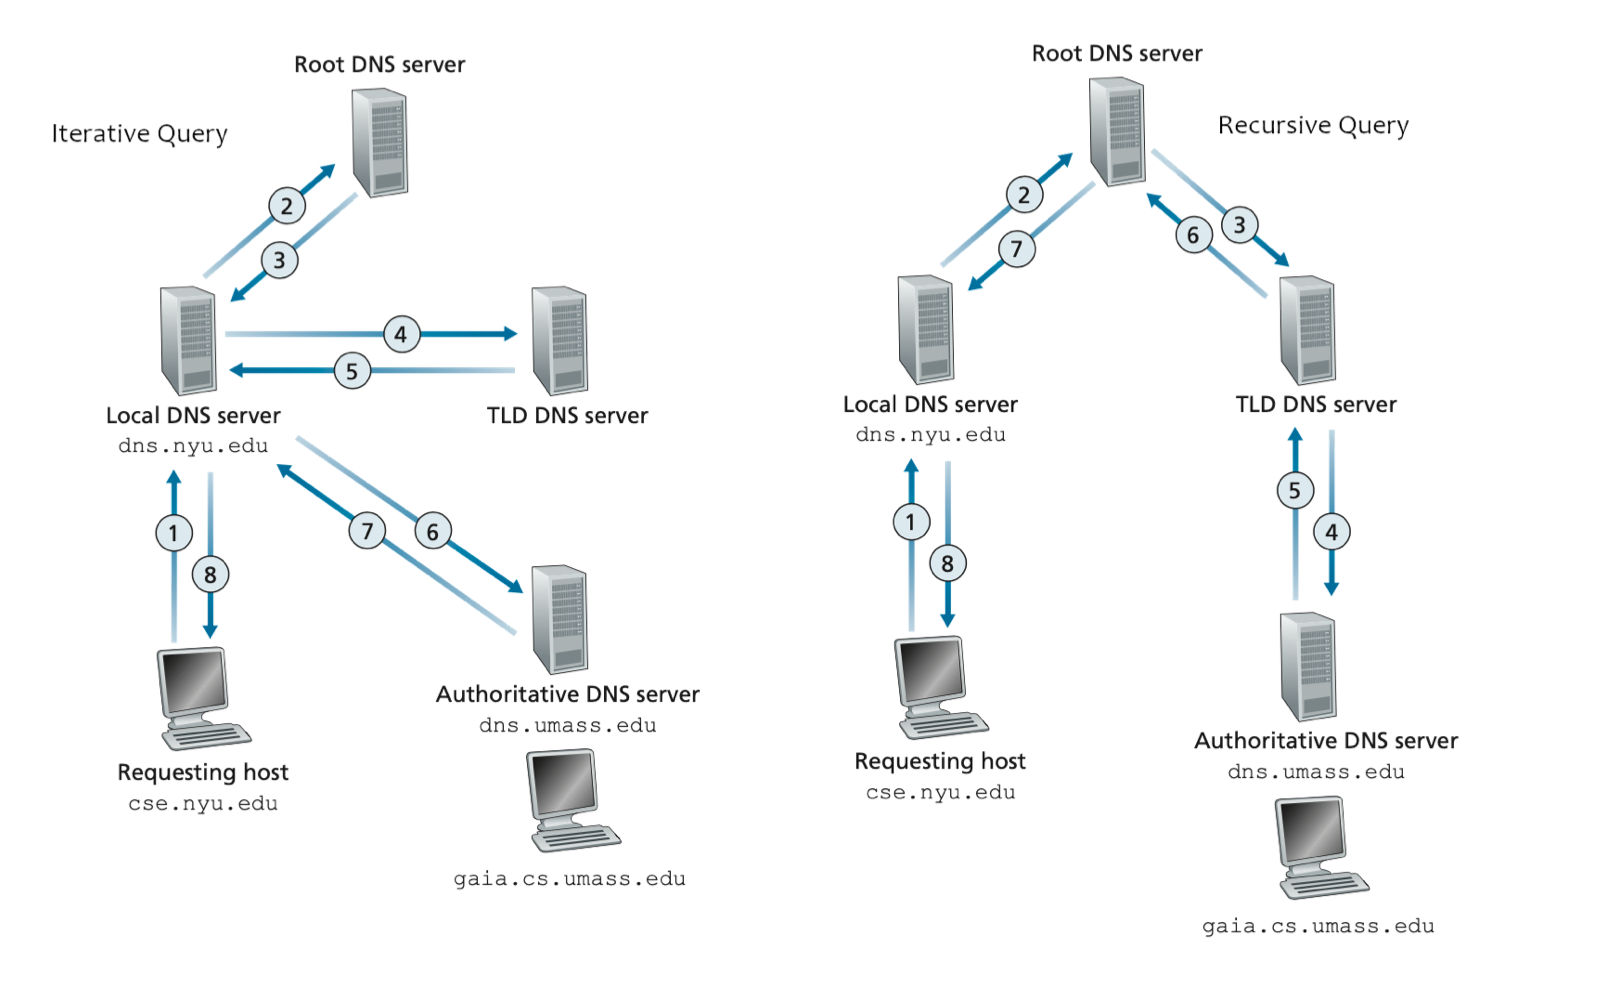 Root DNS server
Iterative Query
2
3
4
5
Local DNS server
dns.nyu.edu
TLD DNS server
1
8
7
6
Authoritative DNS server
dns.umass.edu
Requesting host
cse.nyu.edu
gaia.cs.umass.edu
Root DNS server
Recursive Query
2
7
6
3
Local DNS server
dns.nyu.edu
TLD DNS server
1
8
5
4
Requesting host
cse.nyu.edu
Authoritative DNS server
dns.umass.edu
gaia.cs.umass.edu